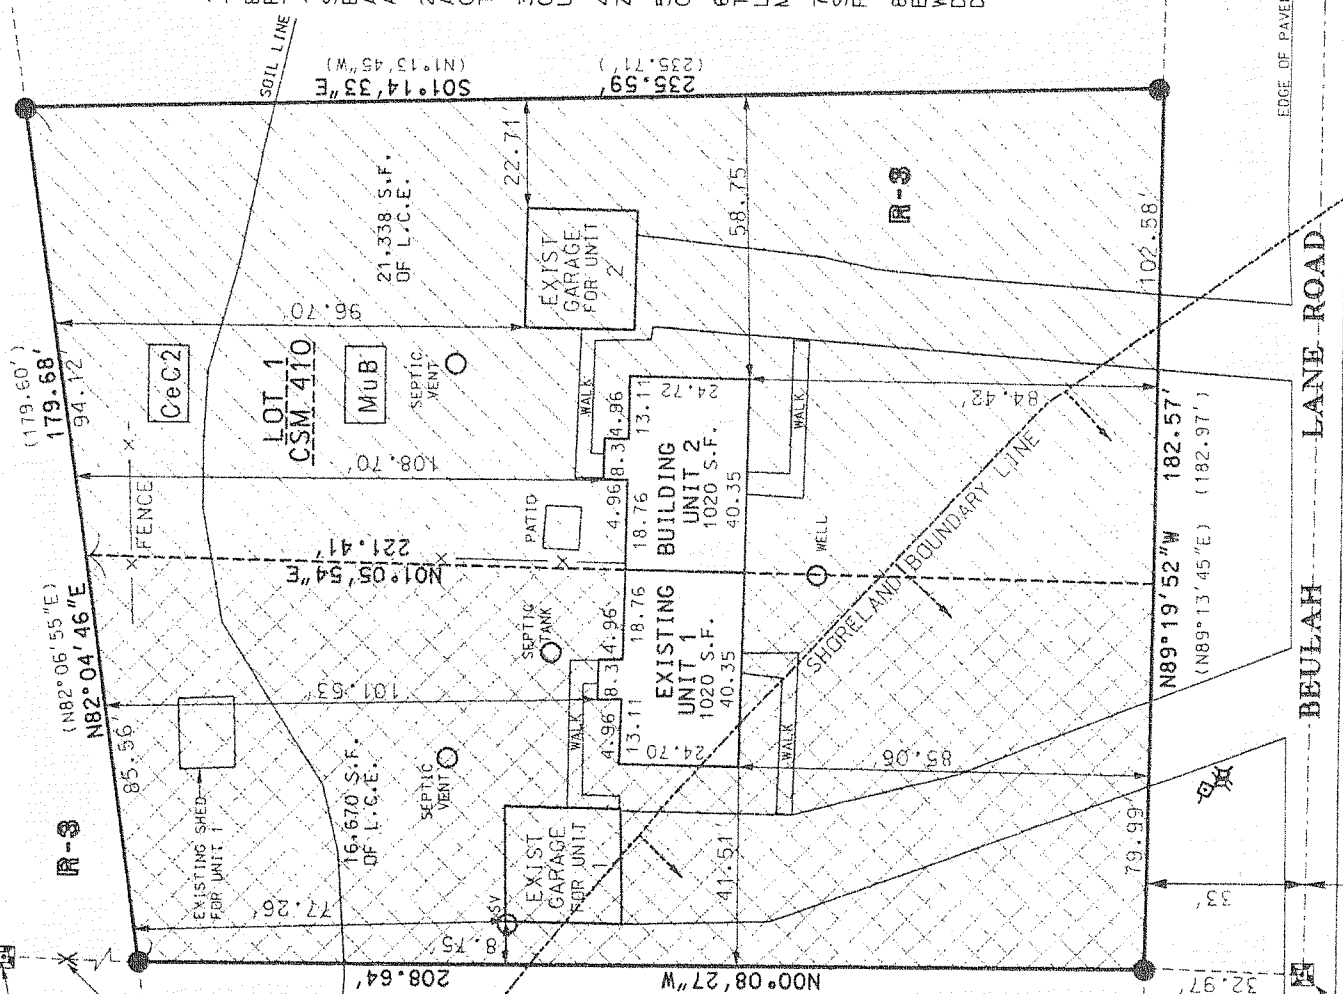 (179.60')
179.68'
94.12'
(N82°06'55"E)
N82°04'46"E
85.56'
R-3
SOIL LINE
S01°14'33"E
(N1°13'45"W)
235.59'
(235.71')
CeC2
LOT 1
CSM 410
MuB
SEPTIC
VENT
21,338 S.F.
OF L.C.E.
96.70
22.71'
EXIST
GARAGE
FOR UNIT
2
58.75'
R-3
102.58'
FENCE
108.70'
221.41'
N01°05'54"E
PATIO
WALK
4.96
8.3
4.96
13.11
18.76
24.72
BUILDING
UNIT 2
1020 S.F.
40.35
WALK
84.42'
WELL
SHORELAND BOUNDARY LINE
EXISTING SHED
FOR UNIT 1
77.26'
16,670 S.F.
OF L.C.E.
101.63'
SEPTIC
TANK
SEPTIC
VENT
WALK
4.96
8.3
4.96
13.11
18.76
24.70
EXISTING
UNIT 1
1020 S.F.
40.35
WALK
85.06
SV
8.75'
EXIST
GARAGE
FOR UNIT
1
41.51'
208.64'
N00°08'27"W
79.99'
N89°19'52"W 182.57'
(N89°13'45"E) (182.97')
33'
32.97'
BEULAH LANE ROAD
EDGE OF PAVE